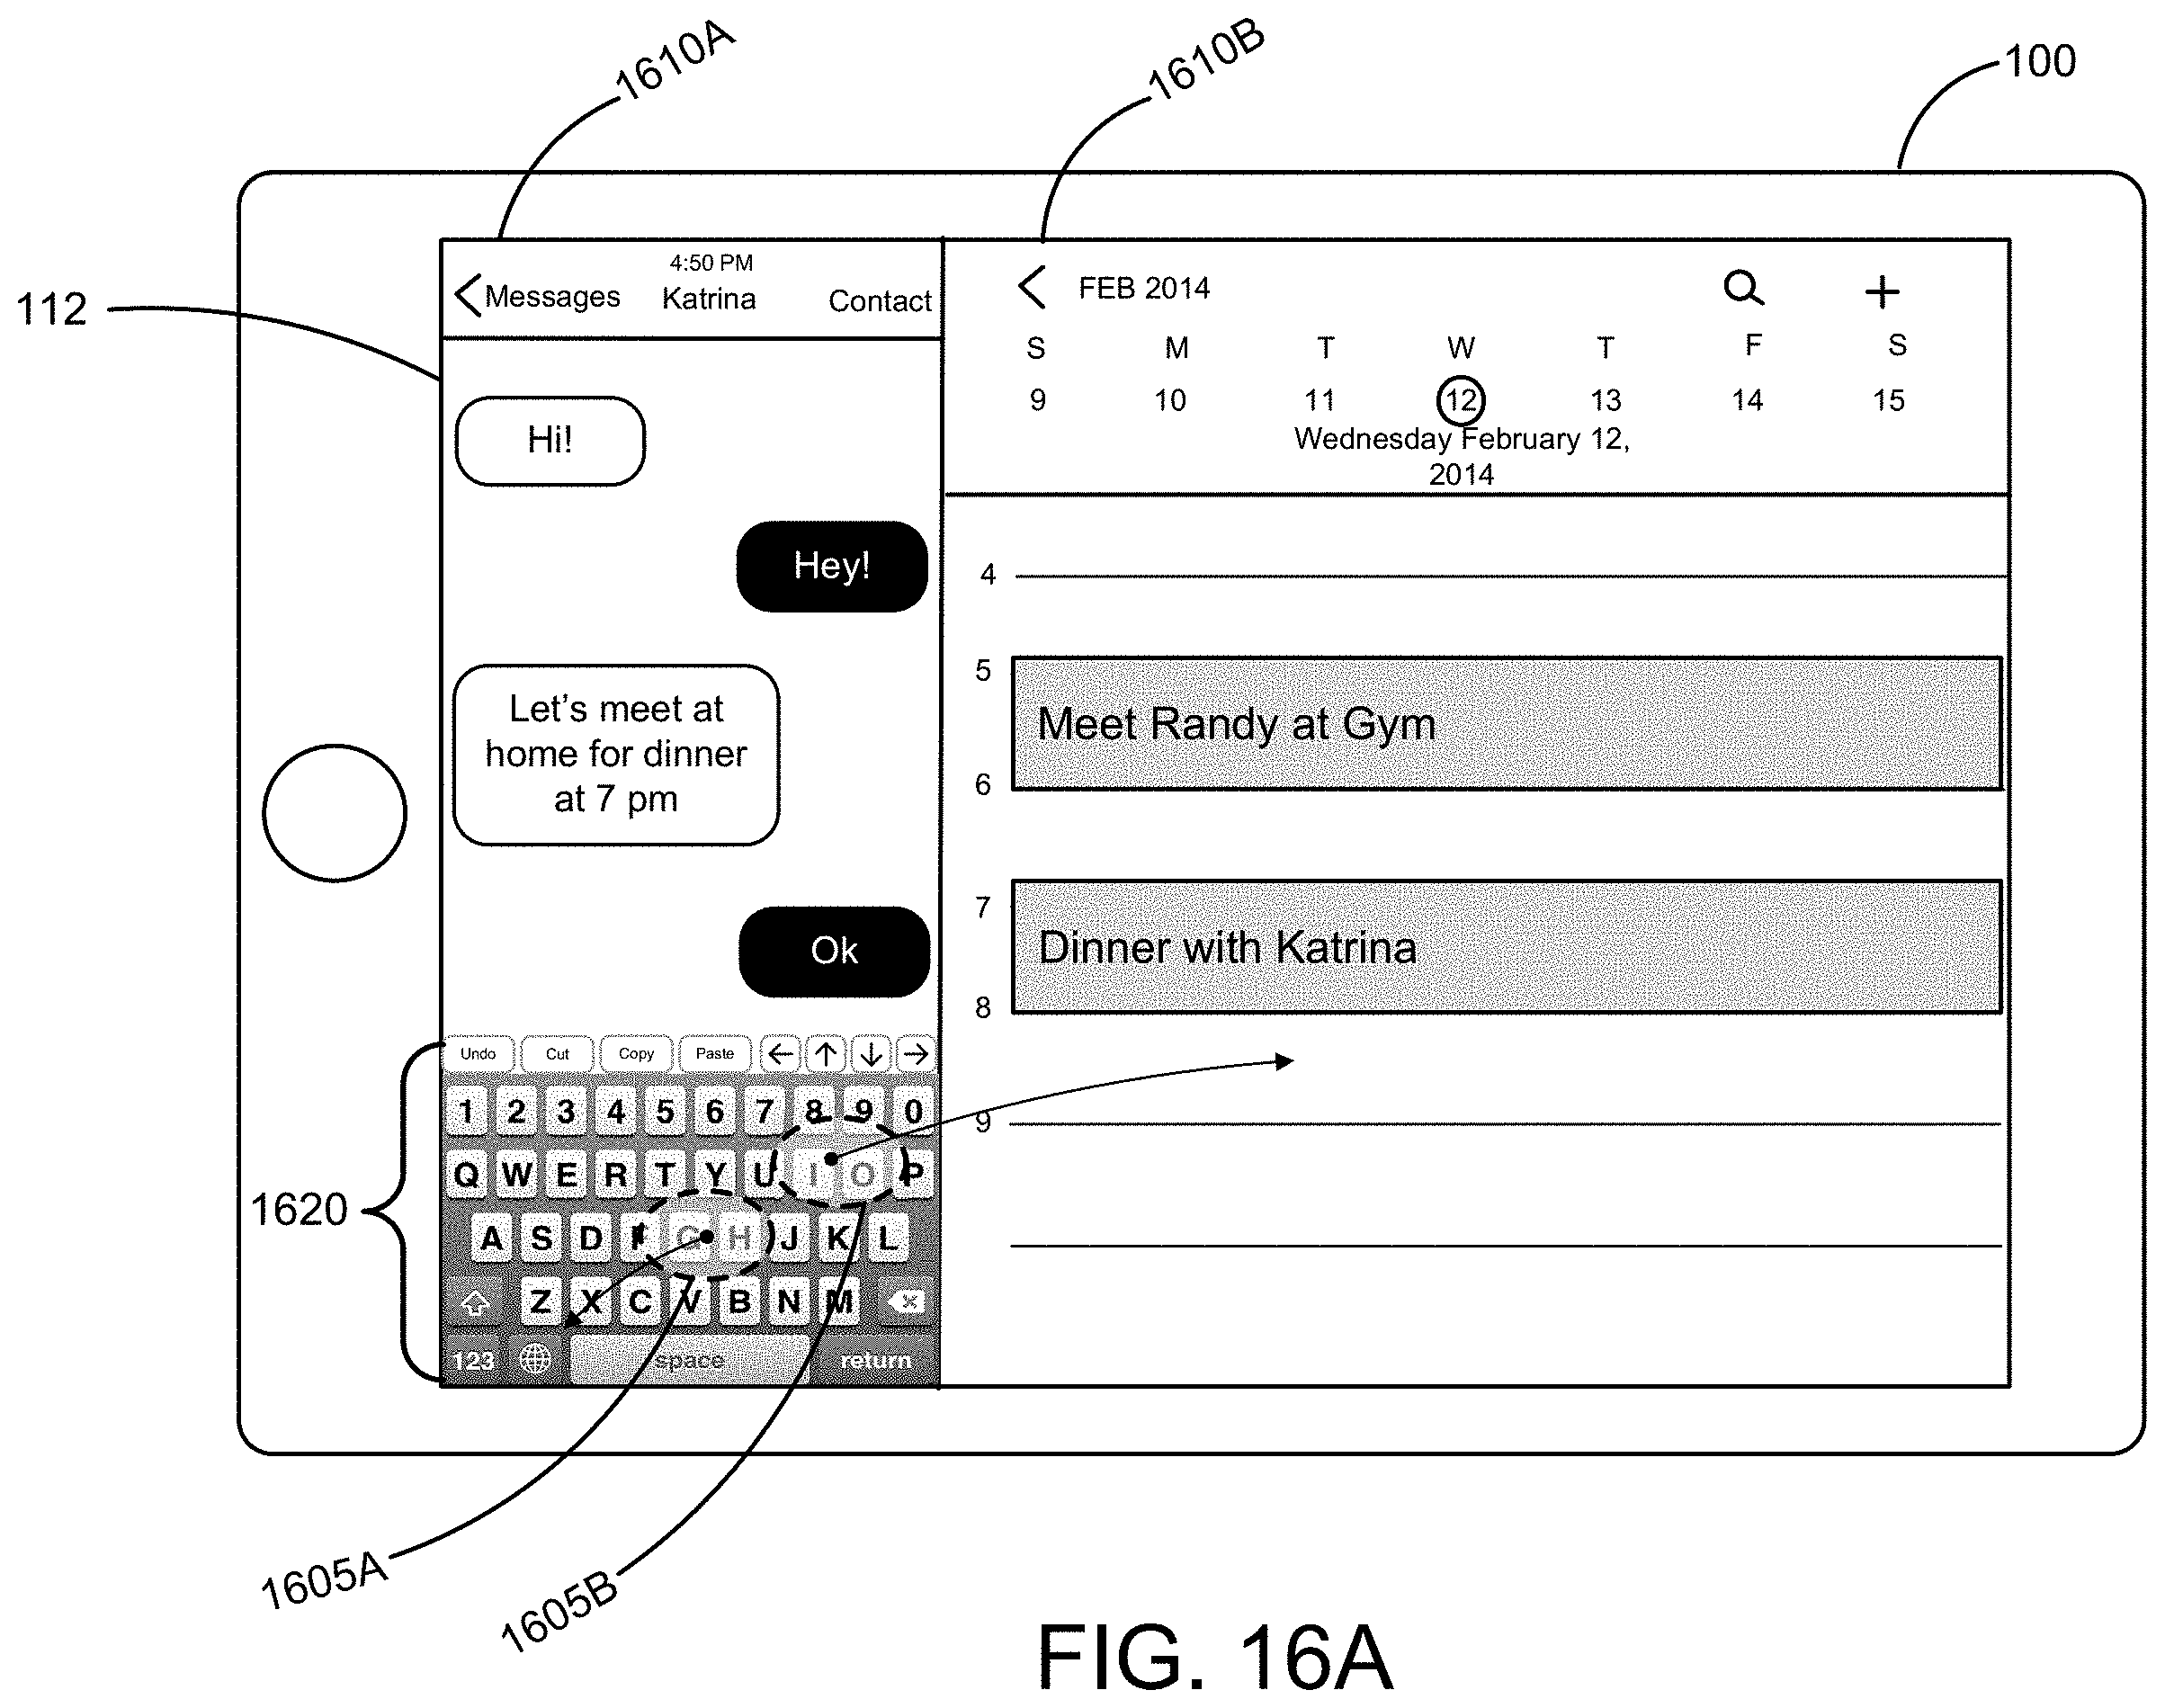 1610A
1610B
100
112
4:50 PM
Messages
Katrina
Contact
FEB 2014
S M T W T F S
9 10 11 12 13 14 15
Wednesday February 12,
2014
Hi!
Hey!
Let's meet at
home for dinner
at 7 pm
Ok
4
5
Meet Randy at Gym
6
7
Dinner with Katrina
8
9
Undo Cut Copy Paste ← ↑ ↓ →
1 2 3 4 5 6 7 8 9 0
Q W E R T Y U I O P
A S D F G H J K L
Z X C V B N M
123 space return
1620
1605A
1605B
FIG. 16A